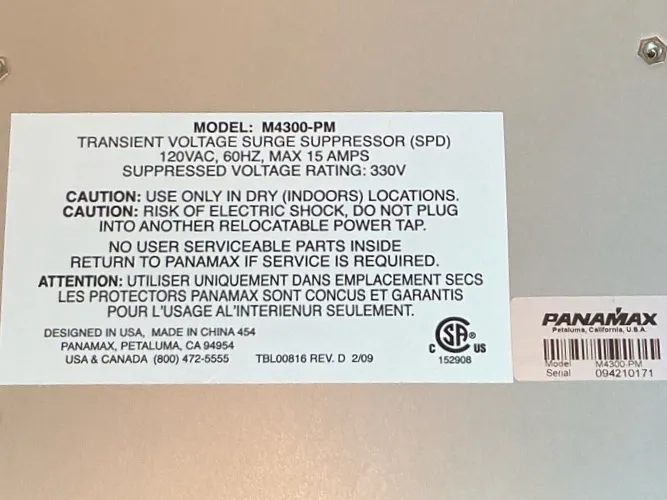 MODEL: M4300-PM
TRANSIENT VOLTAGE SURGE SUPPRESSOR (SPD)
120VAC, 60HZ, MAX 15 AMPS
SUPPRESSED VOLTAGE RATING: 330V
CAUTION: USE ONLY IN DRY (INDOORS) LOCATIONS.
CAUTION: RISK OF ELECTRIC SHOCK, DO NOT PLUG
INTO ANOTHER RELOCATABLE POWER TAP.
NO USER SERVICEABLE PARTS INSIDE
RETURN TO PANAMAX IF SERVICE IS REQUIRED.
ATTENTION: UTILISER UNIQUEMENT DANS EMPLACEMENT SECS
LES PROTECTORS PANAMAX SONT CONCUS ET GARANTIS
POUR L'USAGE AL'INTERIENUR SEULEMENT.
DESIGNED IN USA, MADE IN CHINA 454
PANAMAX, PETALUMA, CA 94954
USA & CANADA (800) 472-5555 TBL00816 REV. D 2/09
C SA® US
152908
PANAMAX
Petaluma, California, U.S.A.
Model M4300-PM
Serial 094210171